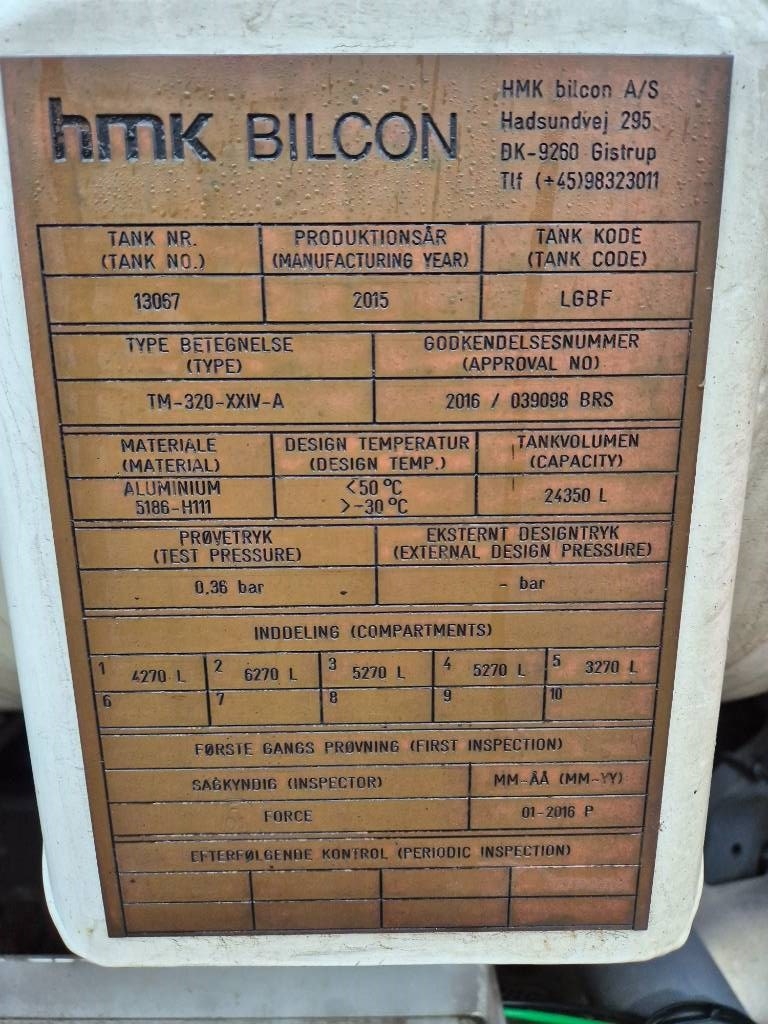 hmk BILCON
HMK bilcon A/S
Hadsundvej 295
DK-9260 Gistrup
Tlf (+45)98323011
TANK NR.
(TANK NO.)
PRODUKTIONSÅR
(MANUFACTURING YEAR)
TANK KODE
(TANK CODE)
13067
2015
LGBF
TYPE BETEGNELSE
(TYPE)
GODKENDELSESNUMMER
(APPROVAL NO)
TM-320-XXIV-A
2016 / 039098 BRS
MATERIALE
(MATERIAL)
DESIGN TEMPERATUR
(DESIGN TEMP.)
TANKVOLUMEN
(CAPACITY)
ALUMINIUM
5186-H111
<50 °C
>-30 °C
24350 L
PRØVETRYK
(TEST PRESSURE)
EKSTERNT DESIGNTRYK
(EXTERNAL DESIGN PRESSURE)
0,36 bar
- bar
INDDELING (COMPARTMENTS)
1 4270 L
2 6270 L
3 5270 L
4 5270 L
5 3270 L
6
7
8
9
10
FØRSTE GANGS PRØVNING (FIRST INSPECTION)
SAGKYNDIG (INSPECTOR)
MM-ÅÅ (MM-YY)
FORCE
01-2016 P
EFTERFØLGENDE KONTROL (PERIODIC INSPECTION)